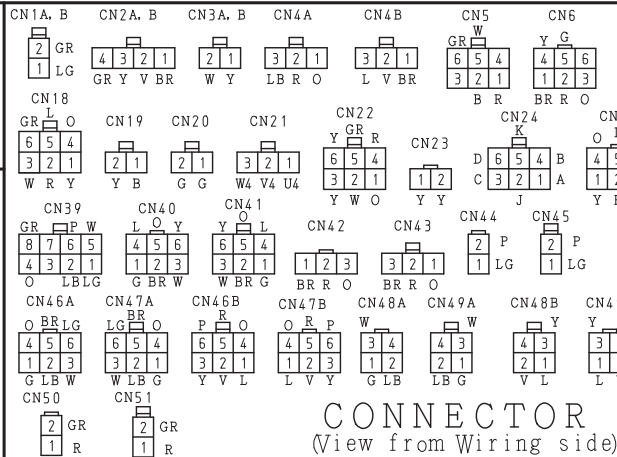 CN1A, B CN2A, B CN3A, B CN4A CN4B CN5 CN6
W
GR Y G
2 GR 4 3 2 1 2 1 3 2 1 3 2 1 6 5 4 4 5 6
1 LG 3 2 1 1 2 3
GR Y V BR W Y LB R O L V BR B R BR R O
CN18 CN19 CN20 CN21 CN22 CN23 CN24
L
GR O Y GR R K O
6 5 4 2 1 2 1 3 2 1 6 5 4 1 2 D 6 5 4 B 4
3 2 1 3 2 1 C 3 2 1 A 1
W R Y Y B G G W4 V4 U4 Y W O Y Y J Y
CN39 CN40 CN41 CN42 CN43 CN44 CN45
O
GR P W L O Y Y L
8 7 6 5 4 5 6 6 5 4 1 2 3 3 2 1 2 P 2 P
4 3 2 1 1 2 3 3 2 1 1 LG 1 LG
O LB LG G BR W W BR G BR R O BR R O
CN46A CN47A CN46B CN47B CN48A CN49A CN48B
BR R
O BR LG LG O P O O R P W W Y Y
4 5 6 6 5 4 6 5 4 4 5 6 3 4 4 3 4 3 3
1 2 3 3 2 1 3 2 1 1 2 3 1 2 2 1 2 1 1
G LB W W LB G Y V L L V Y G LB LB G V L L
CN50 CN51
2 GR 2 GR
1 R 1 R
CONNECTOR
(View from Wiring side)